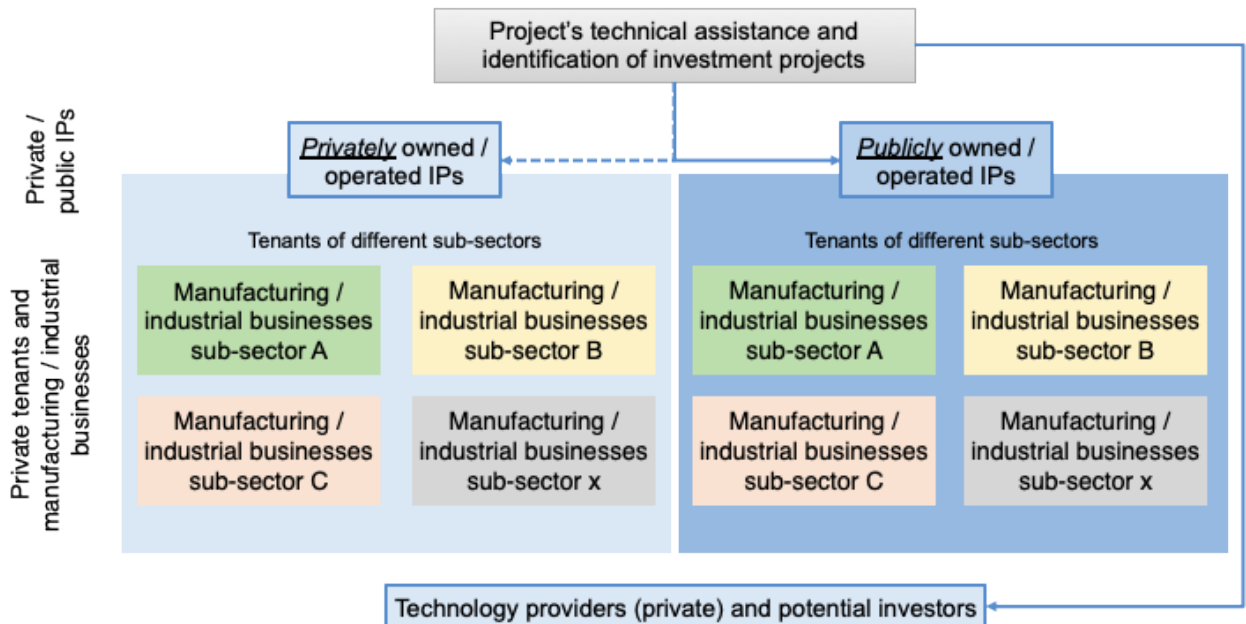 Project's technical assistance and
identification of investment projects
Private /
public IPs
Privately owned /
operated IPs
Publicly owned /
operated IPs
Private tenants and
manufacturing / industrial
businesses
Tenants of different sub-sectors
Manufacturing /
industrial businesses
sub-sector A
Manufacturing /
industrial businesses
sub-sector B
Manufacturing /
industrial businesses
sub-sector C
Manufacturing /
industrial businesses
sub-sector x
Tenants of different sub-sectors
Manufacturing /
industrial businesses
sub-sector A
Manufacturing /
industrial businesses
sub-sector B
Manufacturing /
industrial businesses
sub-sector C
Manufacturing /
industrial businesses
sub-sector x
Technology providers (private) and potential investors